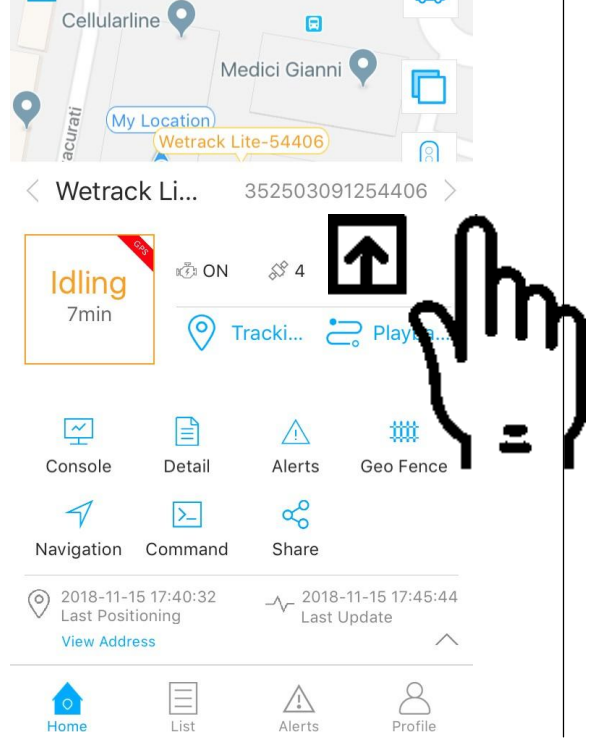 Cellularline
Medici Gianni
acurati
My Location
Wetrack Lite-54406
Wetrack Li... 352503091254406
GPS
Idling
7min
ON 4
Tracki... Playba...
Console Detail Alerts Geo Fence
Navigation Command Share
2018-11-15 17:40:32 2018-11-15 17:45:44
Last Positioning Last Update
View Address
Home List Alerts Profile